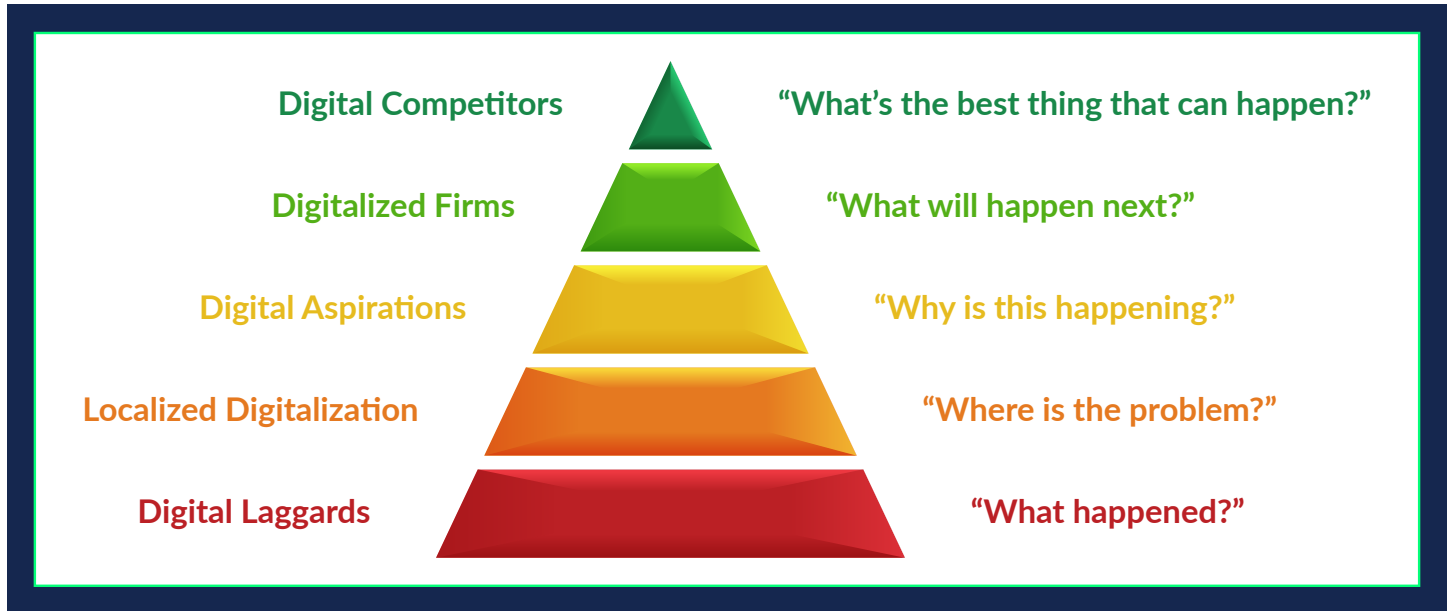 Digital Competitors “What’s the best thing that can happen?”
Digitalized Firms “What will happen next?”
Digital Aspirations “Why is this happening?”
Localized Digitalization “Where is the problem?”
Digital Laggards “What happened?”